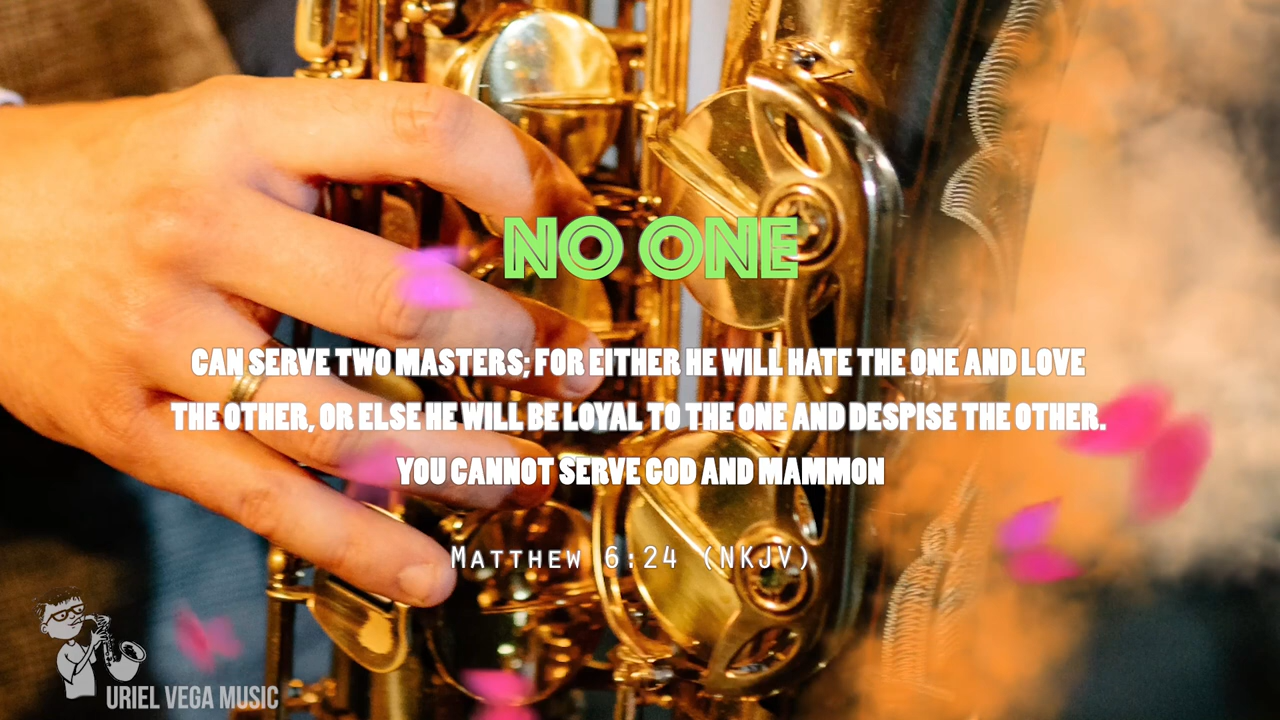 NO ONE
CAN SERVE TWO MASTERS; FOR EITHER HE WILL HATE THE ONE AND LOVE
THE OTHER, OR ELSE HE WILL BE LOYAL TO THE ONE AND DESPISE THE OTHER.
YOU CANNOT SERVE GOD AND MAMMON
Matthew 6:24 (NKJV)
URIEL VEGA MUSIC